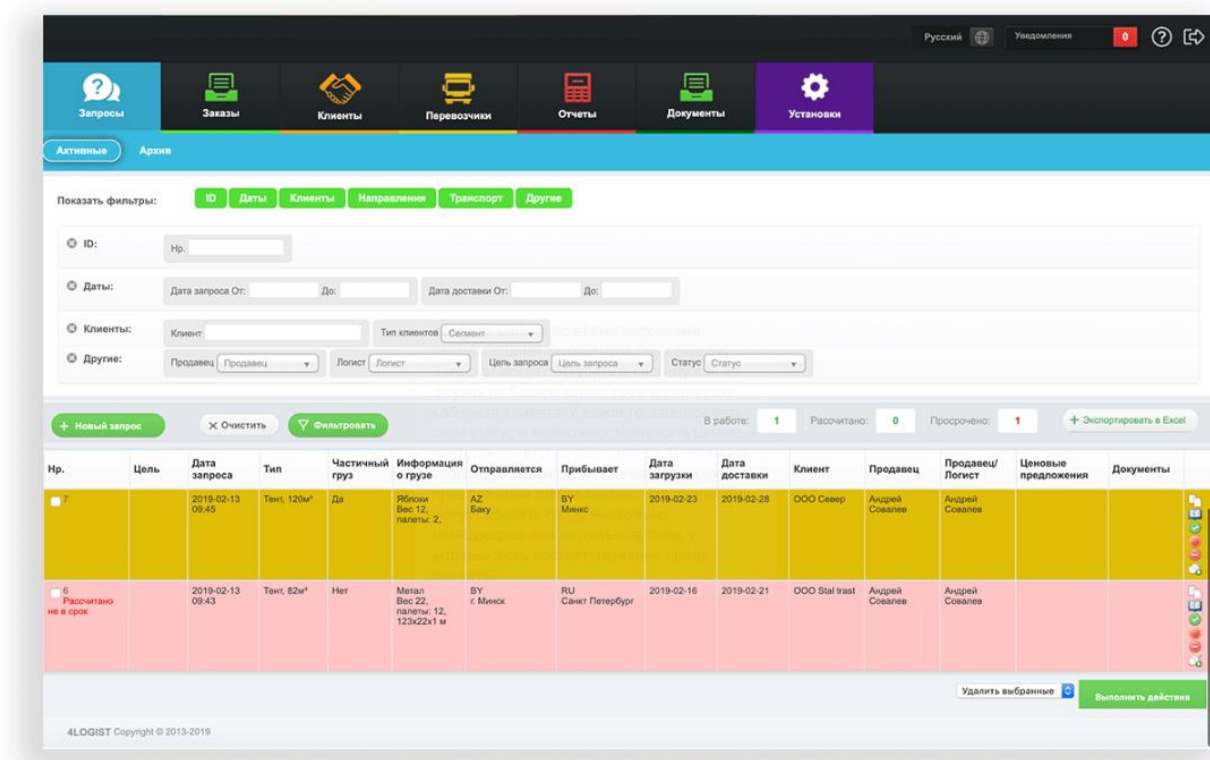 Русский Уведомления 0
Запросы Заказы Клиенты Перевозчики Отчеты Документы Установки
Активные Архив
Показать фильтры: ID Даты Клиенты Направления Транспорт Другие
ID: Нр.
Даты: Дата запроса От: До: Дата доставки От: До:
Клиенты: Клиент Тип клиентов Сегмент
Другие: Продавец Продавец Логист Логист Цель запроса Цель запроса Статус Статус
+ Новый запрос X Очистить Фильтровать В работе: 1 Рассчитано: 0 Просрочено: 1 + Экспортировать в Excel
Нр. Цель Дата запроса Тип Частичный груз Информация о грузе Отправляется Прибывает Дата загрузки Дата доставки Клиент Продавец Продавец/Логист Ценовые предложения Документы
7 2019-02-13 Тент, 120м³ Да Яблоки AZ BY 2019-02-23 2019-02-28 ООО Север Андрей Андрей
09:45 Вес 12, Баку Минкс Совалев Совалев
палеты: 2,
6 2019-02-13 Тент, 82м³ Нет Метал BY RU 2019-02-16 2019-02-21 ООО Stal trast Андрей Андрей
Рассчитано 09:43 Вес 22, г. Минск Санкт Петербург Совалев Совалев
не в срок палеты: 12,
123x22x1 м
Удалить выбранные Выполнить действия
4LOGIST Copyright © 2013-2019